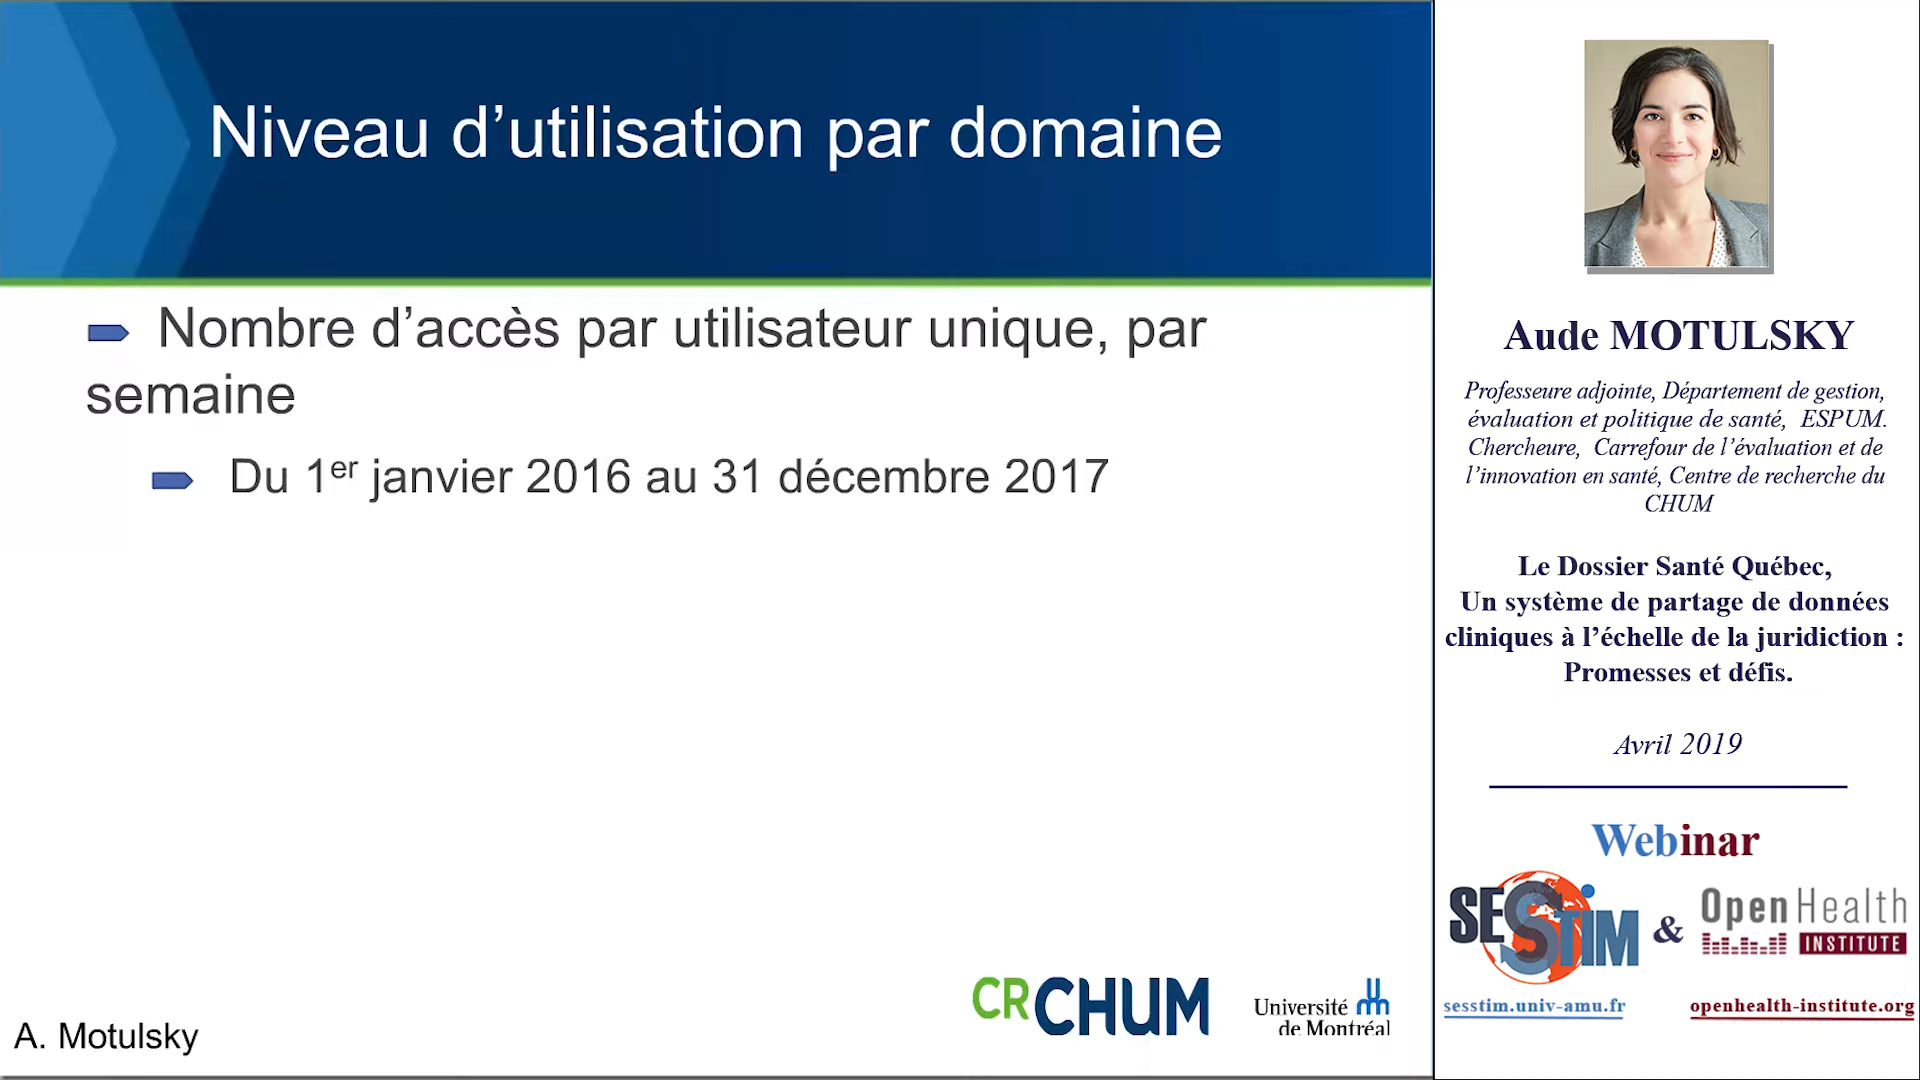 Niveau d’utilisation par domaine
Nombre d’accès par utilisateur unique, par
semaine
Du 1er janvier 2016 au 31 décembre 2017
A. Motulsky
CRCHUM
Université
de Montréal
Aude MOTULSKY
Professeure adjointe, Département de gestion,
évaluation et politique de santé, ESPUM.
Chercheure, Carrefour de l’évaluation et de
l’innovation en santé, Centre de recherche du
CHUM
Le Dossier Santé Québec,
Un système de partage de données
cliniques à l’échelle de la juridiction :
Promesses et défis.
Avril 2019
Webinar
SESSTIM & Open Health
INSTITUTE
sesstim.univ-amu.fr openhealth-institute.org